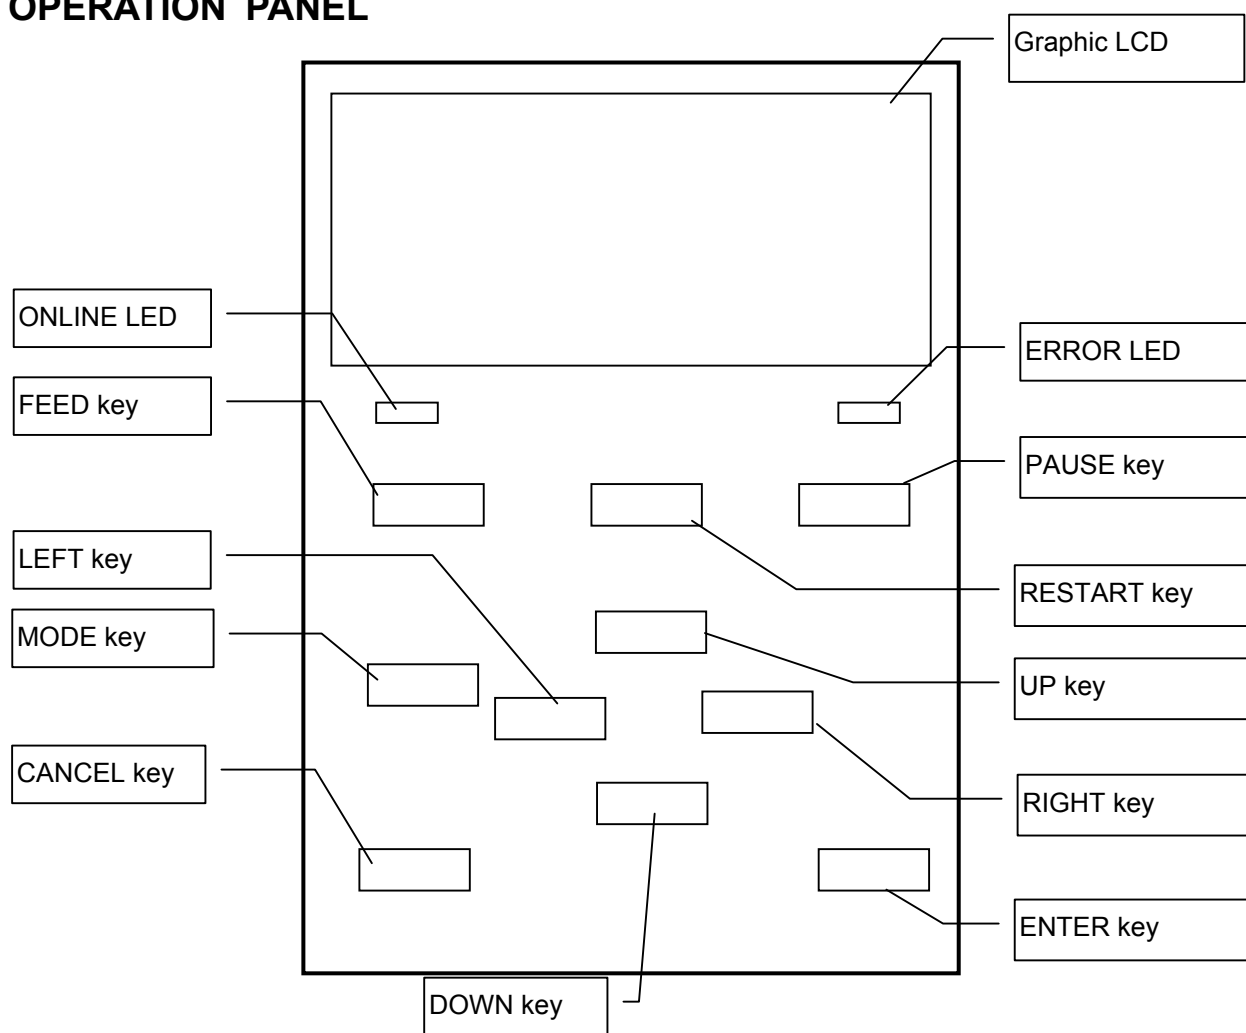 OPERATION PANEL
Graphic LCD
ONLINE LED
ERROR LED
FEED key
PAUSE key
LEFT key
RESTART key
MODE key
UP key
CANCEL key
RIGHT key
ENTER key
DOWN key